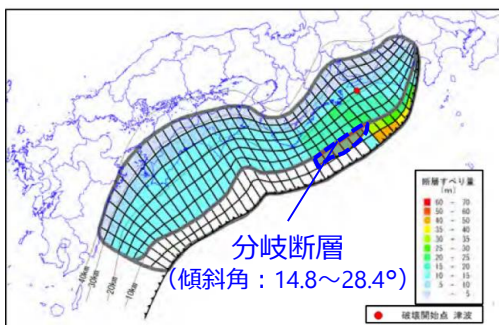 40km
30km
20km
10km
分岐断層
(傾斜角：14.8～28.4°)
断層すべり量
(m)
60 - 70
50 - 60
40 - 50
35 - 40
30 - 35
25 - 30
20 - 25
15 - 20
10 - 15
5 - 10
- 5
破壊開始点 津波